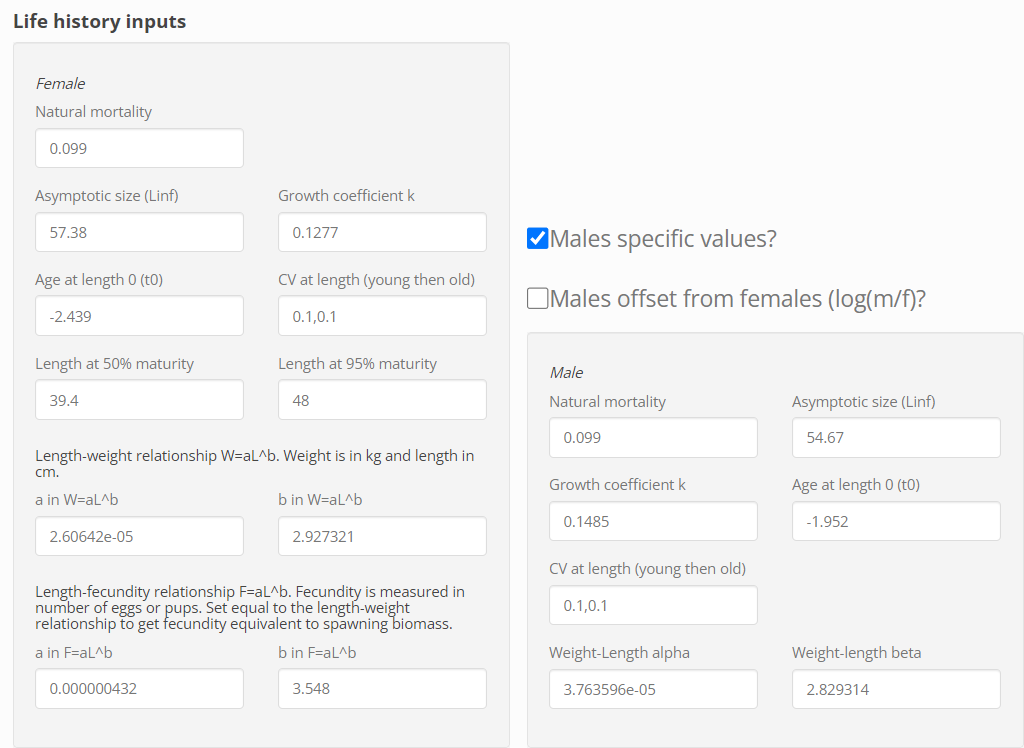 Life history inputs
Female
Natural mortality
0.099
Asymptotic size (Linf)
Growth coefficient k
57.38
0.1277
Age at length 0 (t0)
CV at length (young then old)
-2.439
0.1,0.1
Length at 50% maturity
Length at 95% maturity
39.4
48
Length-weight relationship W=aL^b. Weight is in kg and length in
cm.
a in W=aL^b
b in W=aL^b
2.60642e-05
2.927321
Length-fecundity relationship F=aL^b. Fecundity is measured in
number of eggs or pups. Set equal to the length-weight
relationship to get fecundity equivalent to spawning biomass.
a in F=aL^b
b in F=aL^b
0.000000432
3.548
Males specific values?
Males offset from females (log(m/f)?
Male
Natural mortality
Asymptotic size (Linf)
0.099
54.67
Growth coefficient k
Age at length 0 (t0)
0.1485
-1.952
CV at length (young then old)
0.1,0.1
Weight-Length alpha
Weight-length beta
3.763596e-05
2.829314